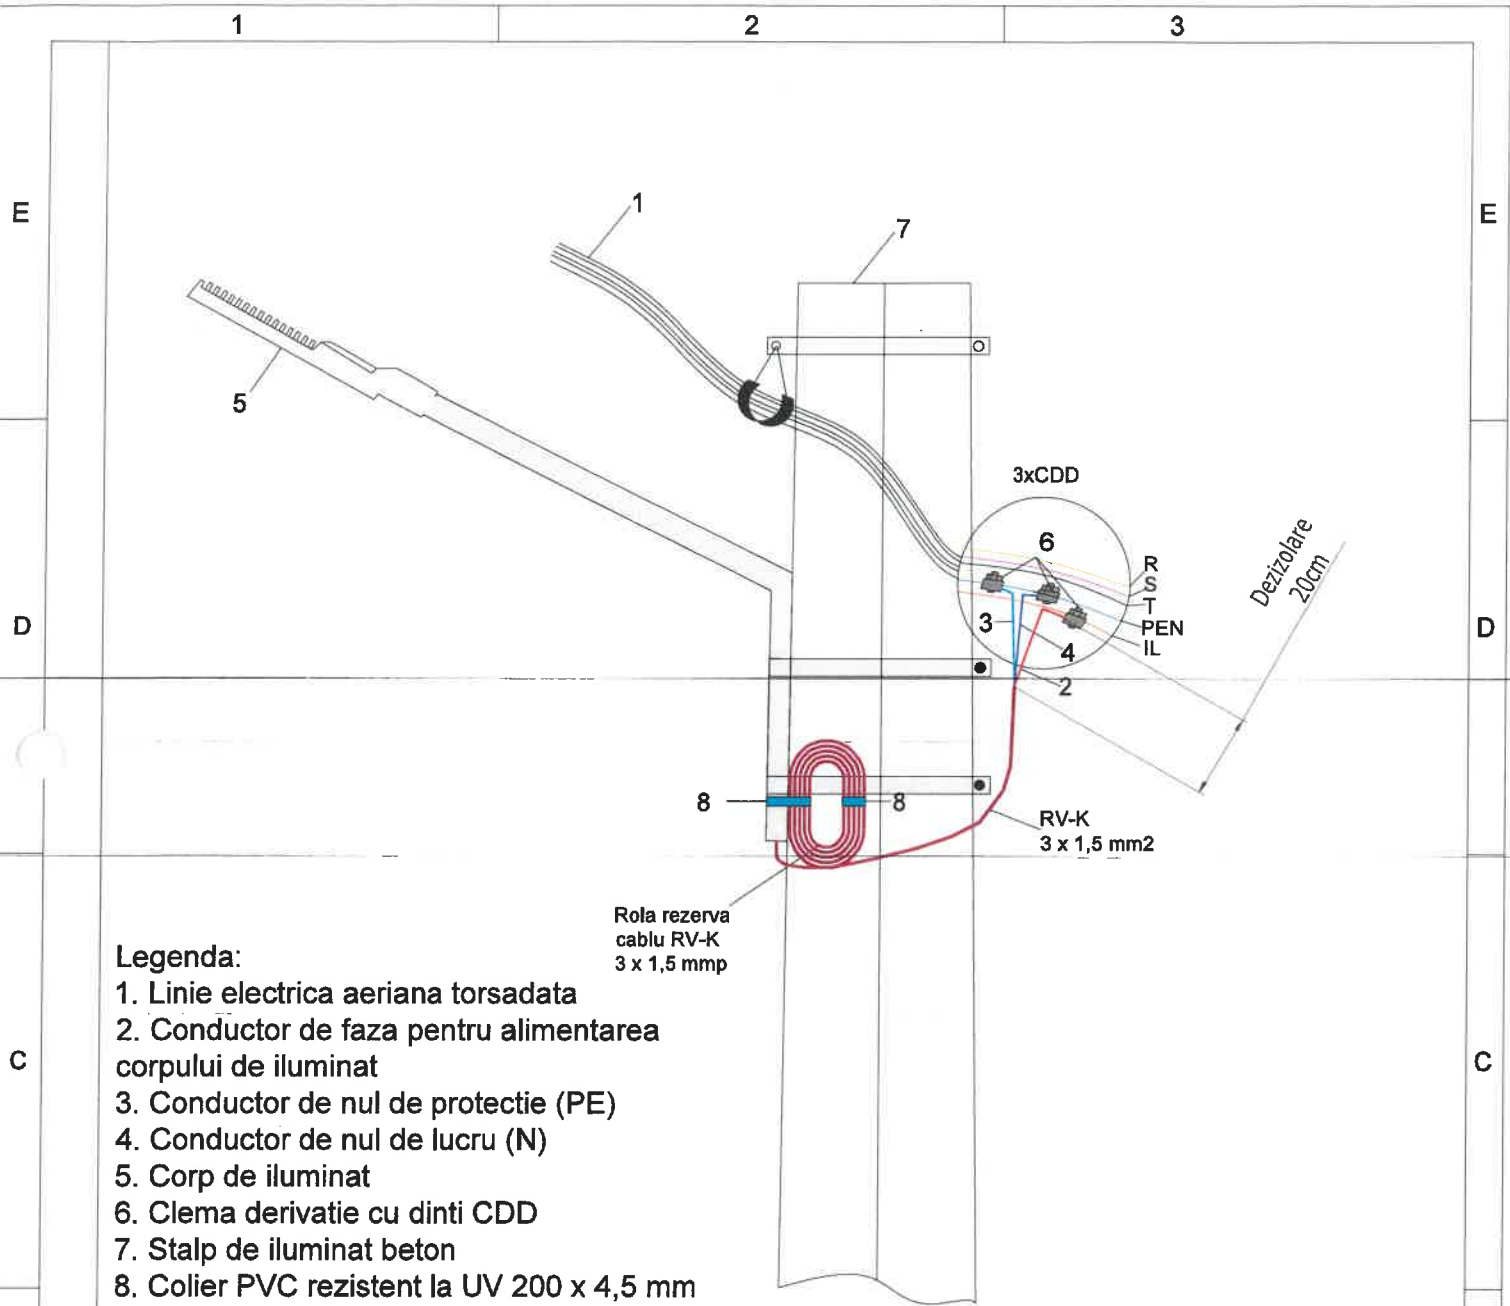 1 2 3
E E
1
7
5
3xCDD
6
Dezizolare
20cm
R
S
T
PEN
IL
3
4
2
D D
8 8
RV-K
3 x 1,5 mm2
Rola rezerva
cablu RV-K
3 x 1,5 mmp
Legenda:
1. Linie electrica aeriana torsadata
2. Conductor de faza pentru alimentarea
corpului de iluminat
3. Conductor de nul de protectie (PE)
4. Conductor de nul de lucru (N)
5. Corp de iluminat
6. Clema derivatie cu dinti CDD
7. Stalp de iluminat beton
8. Colier PVC rezistent la UV 200 x 4,5 mm
C C